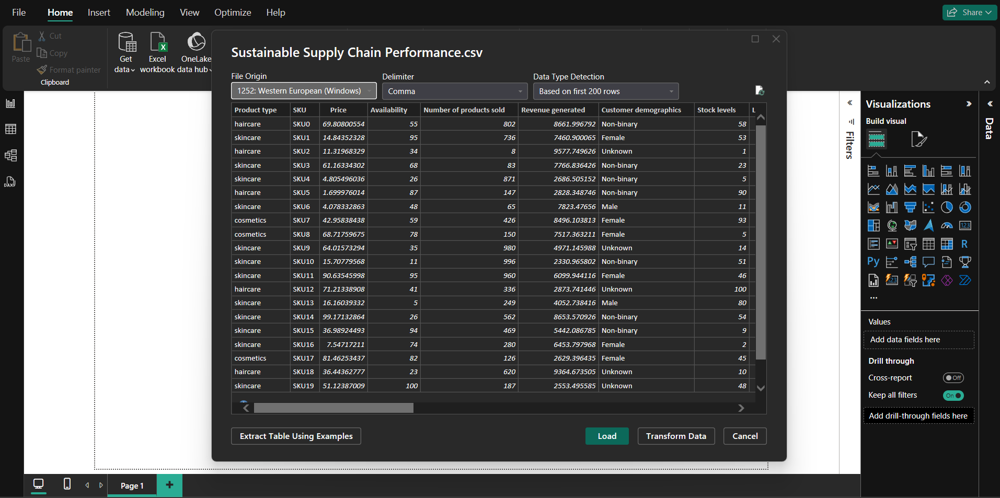 File Home Insert Modeling View Optimize Help Share
Paste
Cut
Copy
Format painter
Clipboard
Get data
Excel workbook
OneLake data hub
Sustainable Supply Chain Performance.csv
File Origin Delimiter Data Type Detection
1252: Western European (Windows) Comma Based on first 200 rows
Product type SKU Price Availability Number of products sold Revenue generated Customer demographics Stock levels L
haircare SKU0 69.80800554 55 802 8661.996792 Non-binary 58
skincare SKU1 14.84352328 95 736 7460.900065 Female 53
haircare SKU2 11.31968329 34 8 9577.749626 Unknown 1
skincare SKU3 61.16334302 68 83 7766.836426 Non-binary 23
skincare SKU4 4.805496036 26 871 2686.505152 Non-binary 5
haircare SKU5 1.699976014 87 147 2828.348746 Non-binary 90
skincare SKU6 4.078332863 48 65 7823.47656 Male 11
cosmetics SKU7 42.95838438 59 426 8496.103813 Female 93
cosmetics SKU8 68.71759675 78 150 7517.363211 Female 5
skincare SKU9 64.01573294 35 980 4971.145988 Unknown 14
skincare SKU10 15.70779568 11 996 2330.965802 Non-binary 51
skincare SKU11 90.63545998 95 960 6099.944116 Female 46
haircare SKU12 71.21338908 41 336 2873.741446 Unknown 100
skincare SKU13 16.16039332 5 249 4052.738416 Male 80
skincare SKU14 99.17132864 26 562 8653.570926 Non-binary 54
skincare SKU15 36.98924493 94 469 5442.086785 Non-binary 9
skincare SKU16 7.54717211 74 280 6453.797968 Female 2
cosmetics SKU17 81.46253437 82 126 2629.396435 Female 45
haircare SKU18 36.44362777 23 620 9364.673505 Unknown 10
skincare SKU19 51.12387009 100 187 2553.495585 Unknown 48
Extract Table Using Examples Load Transform Data Cancel
Filters
Visualizations
Build visual
123
R
Py
123
...
Values
Add data fields here
Drill through
Cross-report Off
Keep all filters On
Add drill-through fields here
Data
DAX
Page 1 +